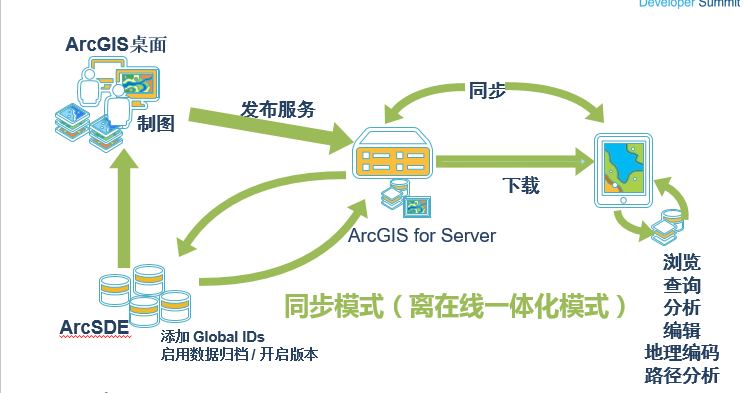 Developer Summit
ArcGIS桌面
制图
发布服务
同步
下载
ArcGIS for Server
ArcSDE
添加 Global IDs
启用数据归档 / 开启版本
同步模式（离在线一体化模式）
浏览
查询
分析
编辑
地理编码
路径分析